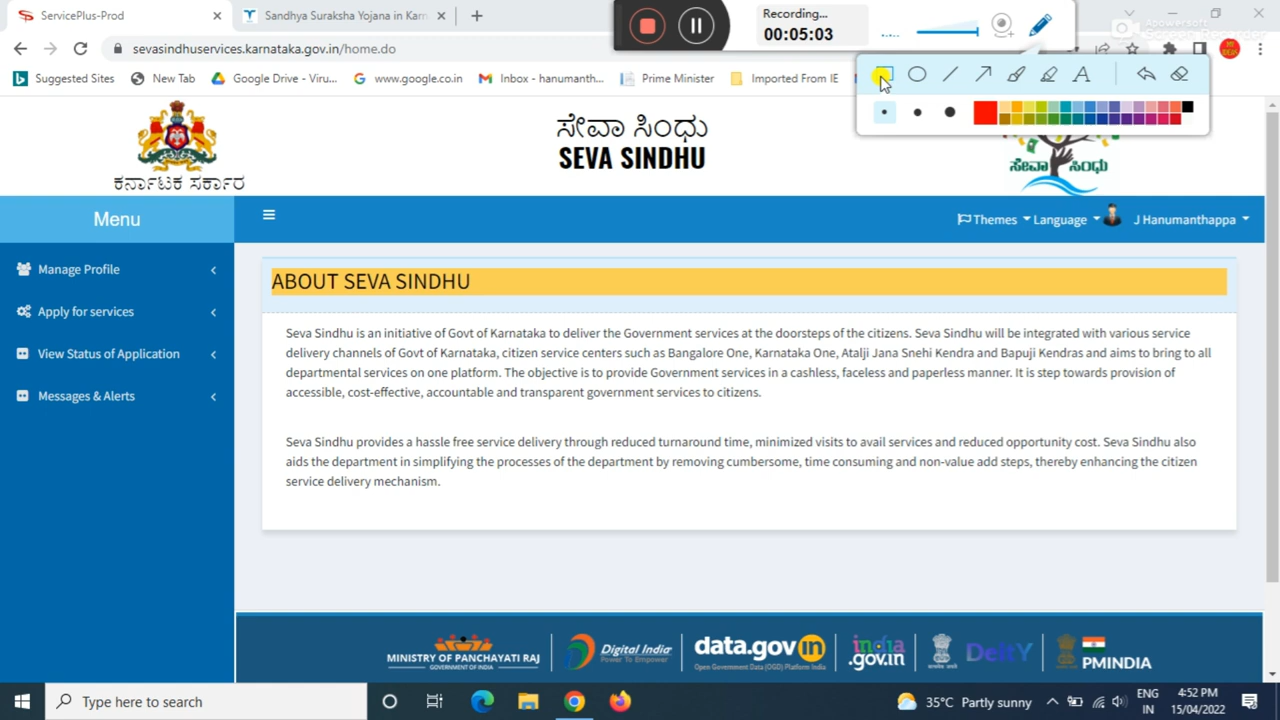 ServicePlus-Prod
Sandhya Suraksha Yojana in Karn
Recording...
00:05:03
sevasindhuservices.karnataka.gov.in/home.do
Suggested Sites
New Tab
Google Drive - Viru...
www.google.co.in
Inbox - hanumanth...
Prime Minister
Imported From IE
A
ಕರ್ನಾಟಕ ಸರ್ಕಾರ
ಸೇವಾ ಸಿಂಧು
SEVA SINDHU
ಸೇವಾ ಸಿಂಧು
Menu
Themes
Language
J Hanumanthappa
Manage Profile
Apply for services
View Status of Application
Messages & Alerts
ABOUT SEVA SINDHU
Seva Sindhu is an initiative of Govt of Karnataka to deliver the Government services at the doorsteps of the citizens. Seva Sindhu will be integrated with various service
delivery channels of Govt of Karnataka, citizen service centers such as Bangalore One, Karnataka One, Atalji Jana Snehi Kendra and Bapuji Kendras and aims to bring to all
departmental services on one platform. The objective is to provide Government services in a cashless, faceless and paperless manner. It is step towards provision of
accessible, cost-effective, accountable and transparent government services to citizens.
Seva Sindhu provides a hassle free service delivery through reduced turnaround time, minimized visits to avail services and reduced opportunity cost. Seva Sindhu also
aids the department in simplifying the processes of the department by removing cumbersome, time consuming and non-value add steps, thereby enhancing the citizen
service delivery mechanism.
MINISTRY OF PANCHAYATI RAJ
GOVERNMENT OF INDIA
Digital India
Power To Empower
data.gov in
Open Government Data (OGD) Platform India
india
.gov.in
DeitY
PMINDIA
Type here to search
35°C Partly sunny
ENG
IN
4:52 PM
15/04/2022